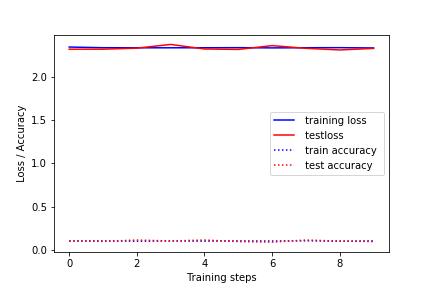 2.0
1.5
1.0
0.5
0.0
Loss / Accuracy
training loss
testloss
train accuracy
test accuracy
0 2 4 6 8
Training steps